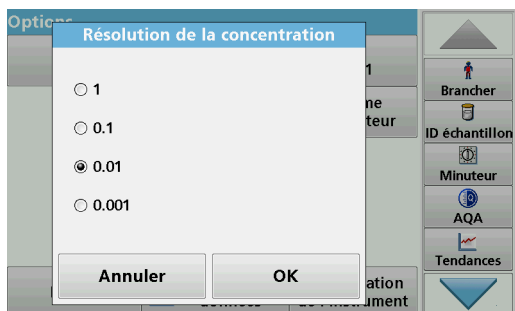 Options
Résolution de la concentration
1
0.1
0.01
0.001
Annuler
OK
Brancher
ID échantillon
Minuteur
AQA
Tendances